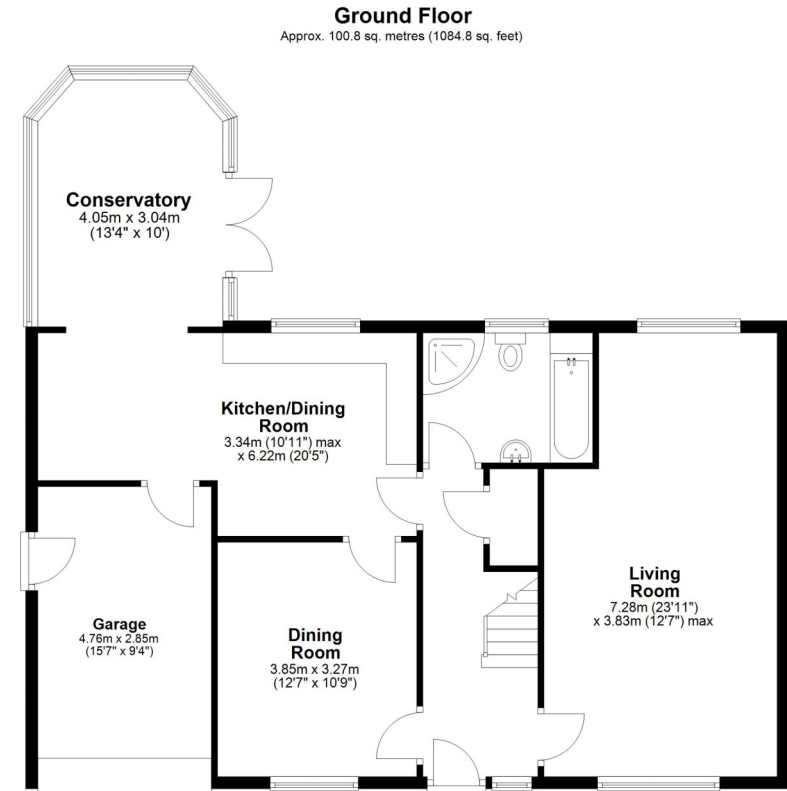 Ground Floor
Approx. 100.8 sq. metres (1084.8 sq. feet)
Conservatory
4.05m x 3.04m
(13'4" x 10')
Kitchen/Dining
Room
3.34m (10'11") max
x 6.22m (20'5")
Living
Room
7.28m (23'11")
x 3.83m (12'7") max
Garage
4.76m x 2.85m
(15'7" x 9'4")
Dining
Room
3.85m x 3.27m
(12'7" x 10'9")